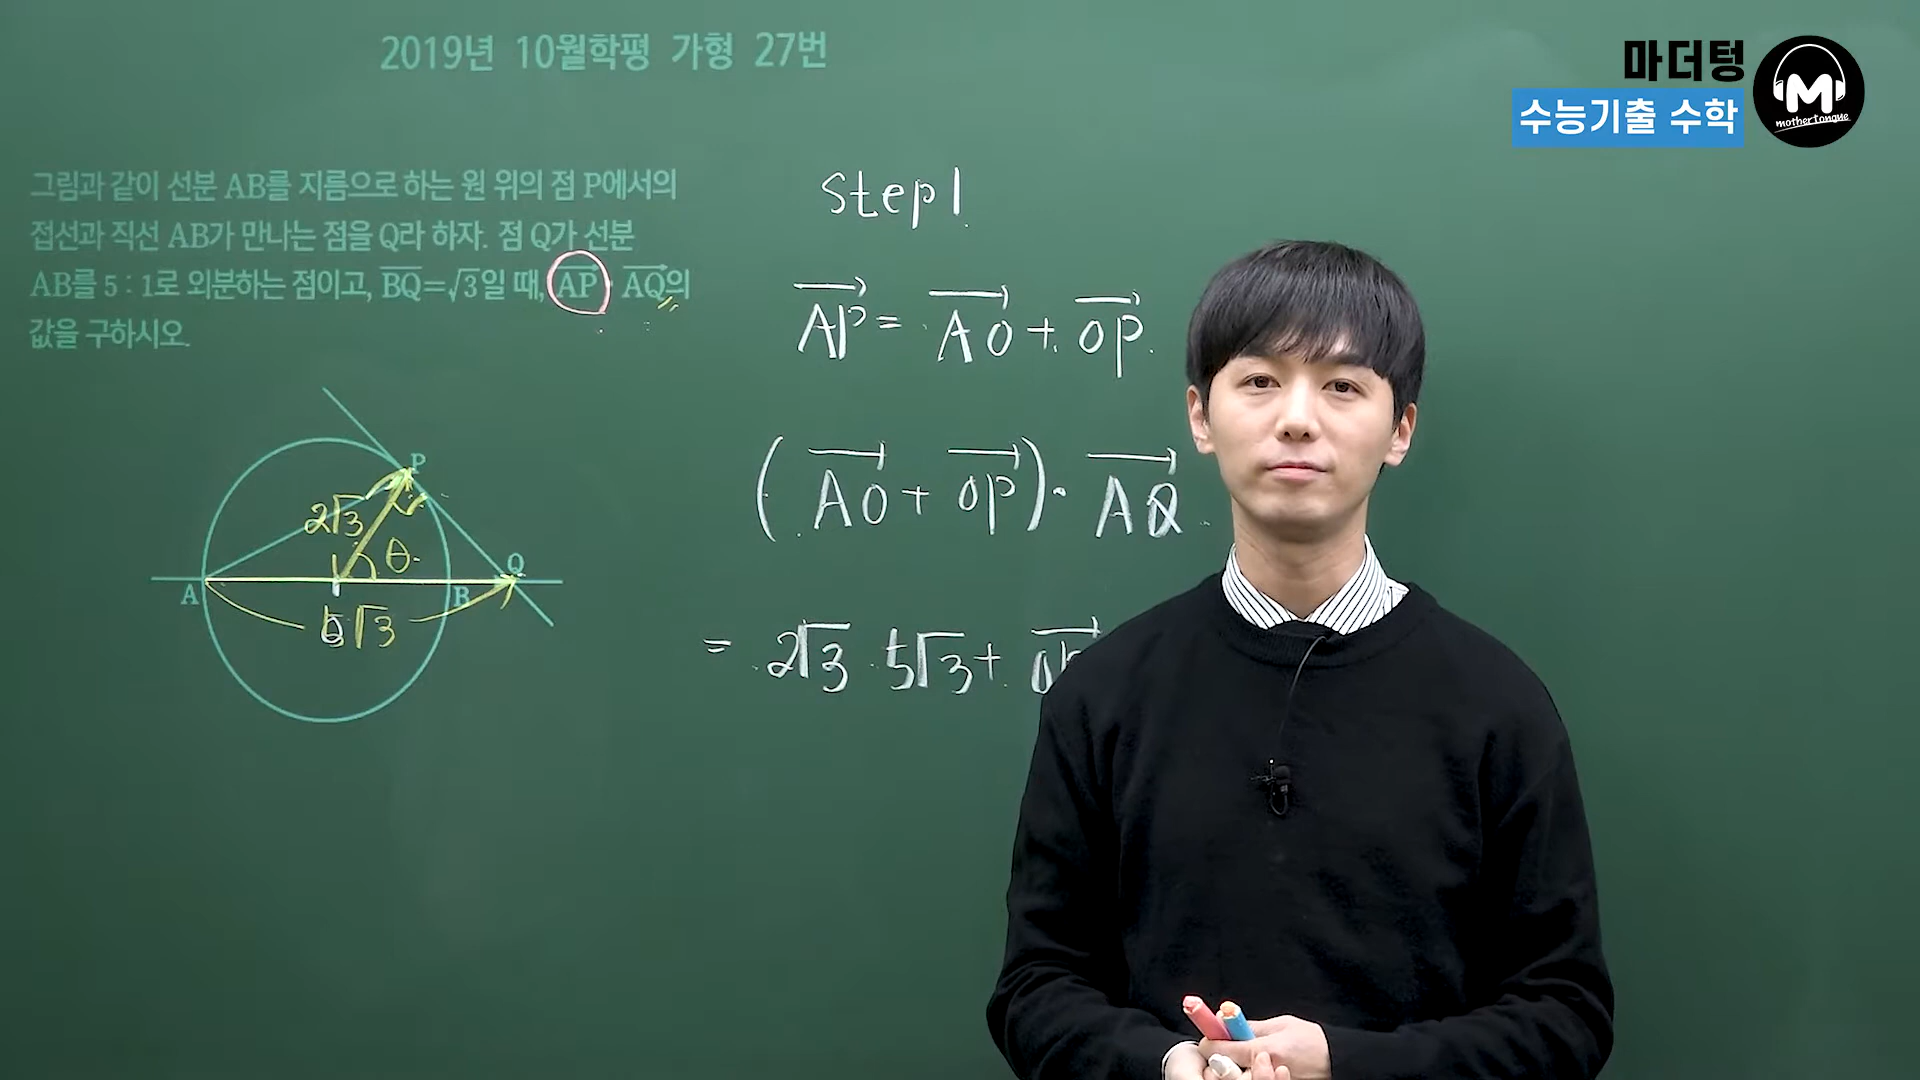 2019년 10월학평 가형 27번
마더텅
수능기출 수학
M
mothertongue
그림과 같이 선분 AB를 지름으로 하는 원 위의 점 P에서의
접선과 직선 AB가 만나는 점을 Q라 하자. 점 Q가 선분
AB를 5 : 1로 외분하는 점이고, BQ=√3일 때, AP · AQ의
값을 구하시오.
P
2√3
θ
Q
A
B
5√3
Step 1
AP = AO + OP
(AO + OP) · AQ
= 2√3 · 5√3 +